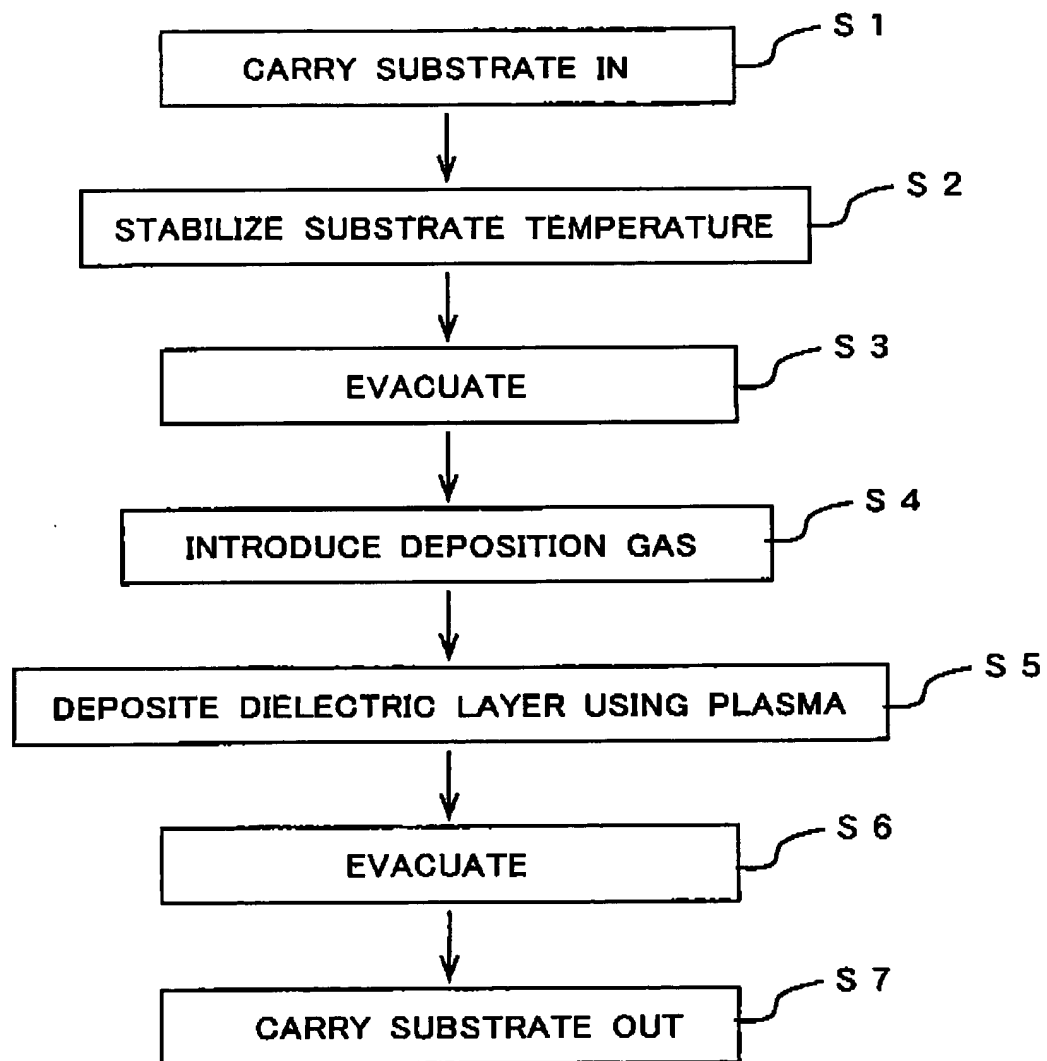 S 1
CARRY SUBSTRATE IN
S 2
STABILIZE SUBSTRATE TEMPERATURE
S 3
EVACUATE
S 4
INTRODUCE DEPOSITION GAS
S 5
DEPOSITE DIELECTRIC LAYER USING PLASMA
S 6
EVACUATE
S 7
CARRY SUBSTRATE OUT